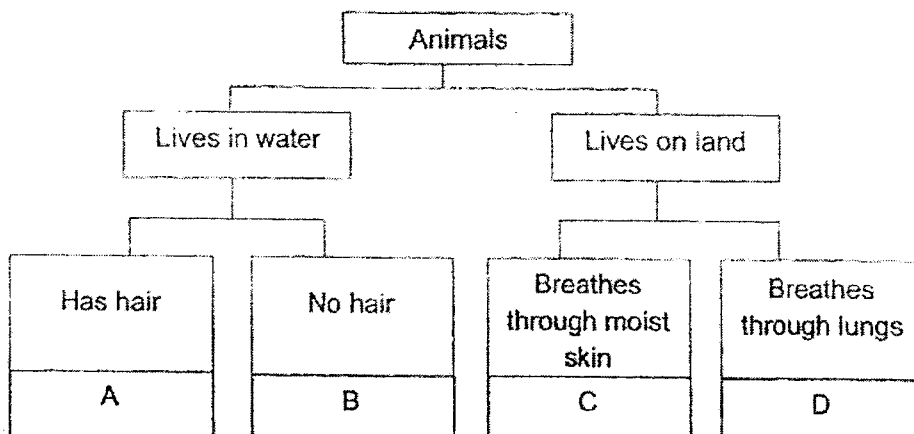 Animals
Lives in water
Lives on land
Has hair
No hair
Breathes
through moist
skin
Breathes
through lungs
A
B
C
D